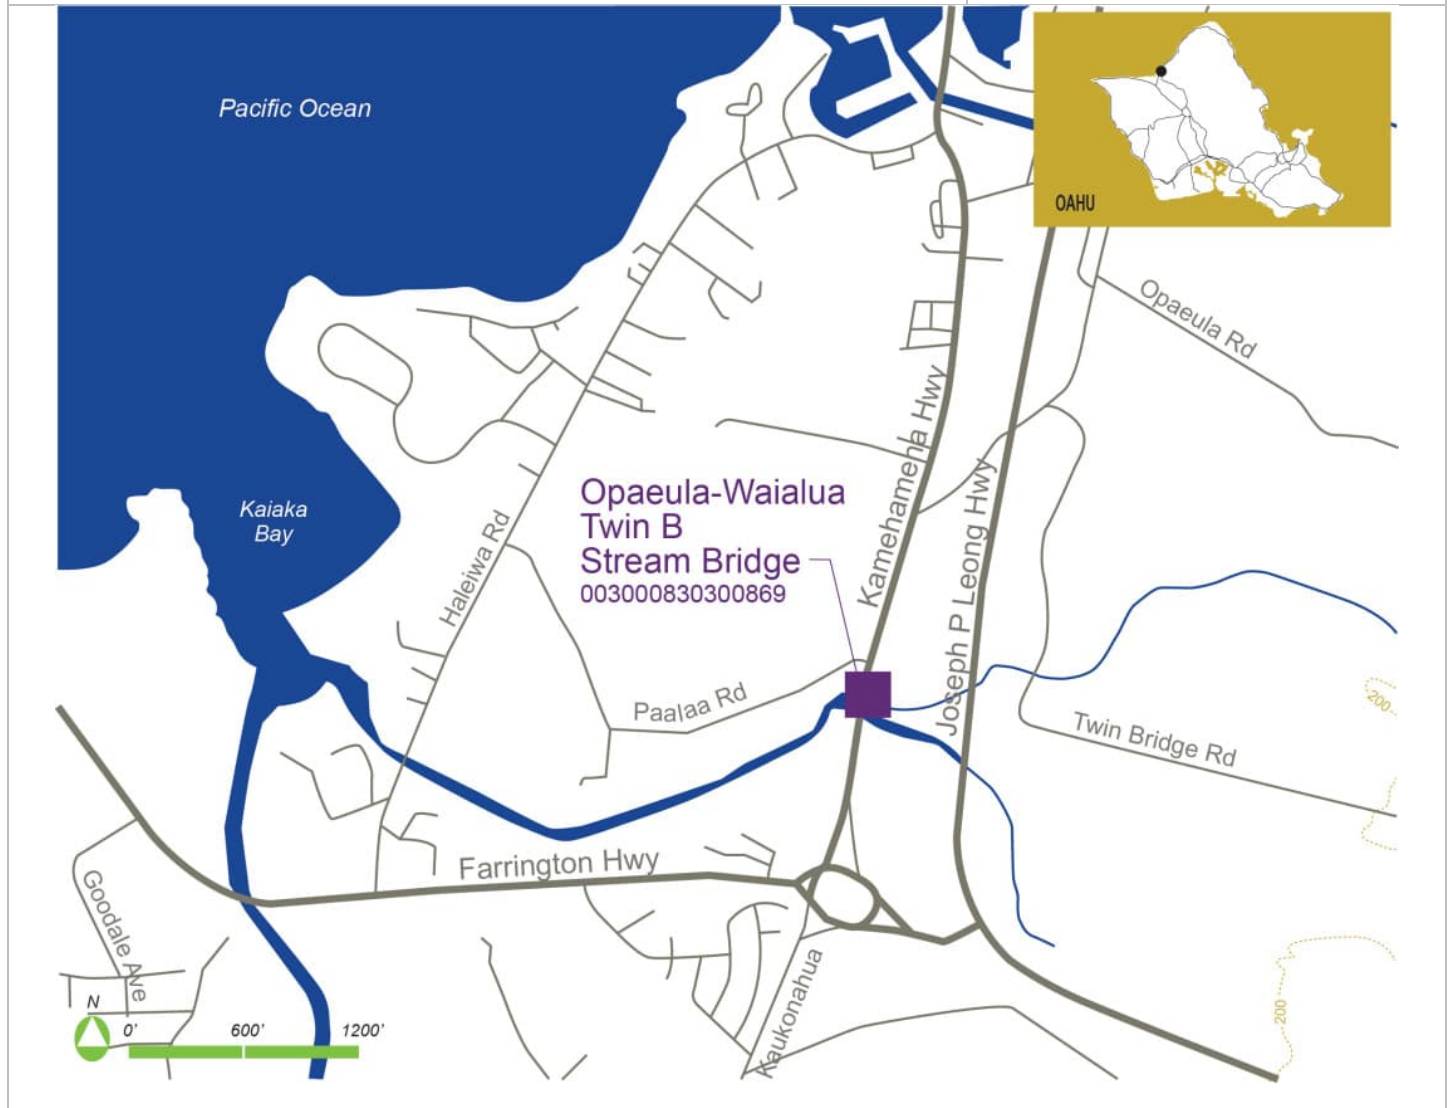 Pacific Ocean
OAHU
Opaeula Rd
Kamehameha Hwy
Joseph P Leong Hwy
Opaeula-Waialua
Twin B
Stream Bridge
003000830300869
Kaiaka
Bay
Haleiwa Rd
Paalaa Rd
200
Twin Bridge Rd
Farrington Hwy
Goodale Ave
Kaukonahua
200
N
0' 600' 1200'